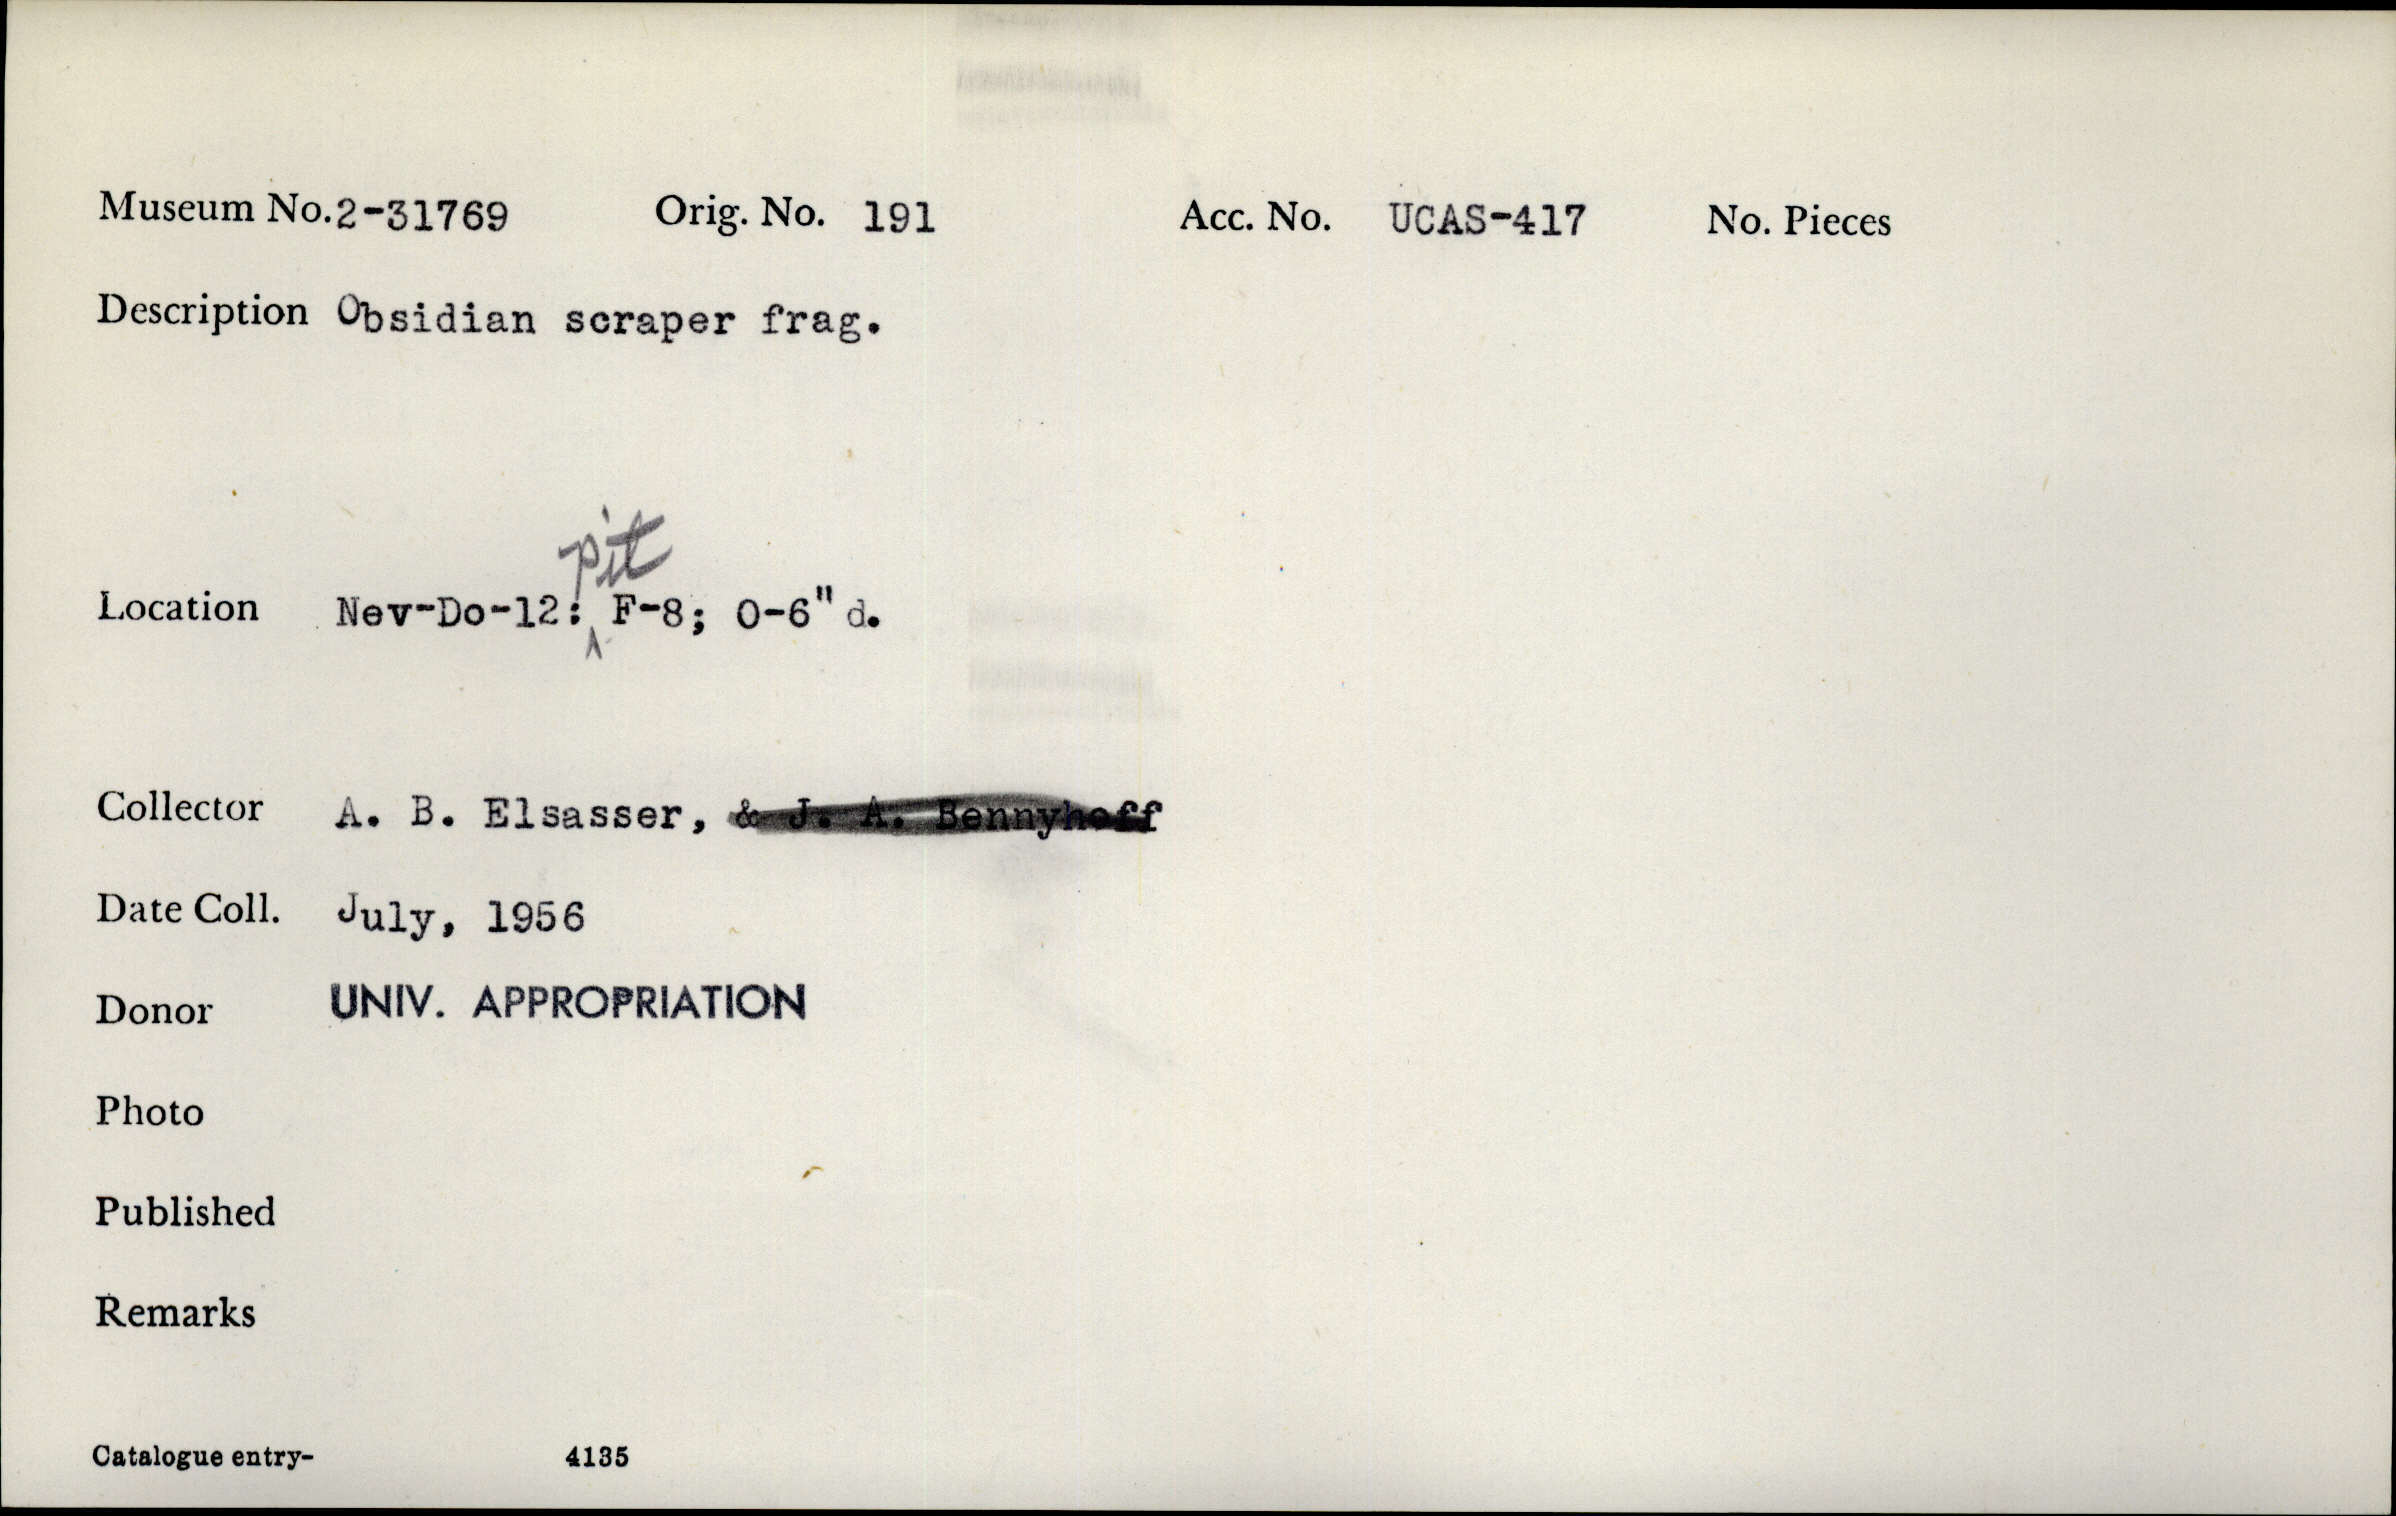 Museum No. 2-31769 Orig. No. 191 Acc. No. UCAS-417 No. Pieces
Description Obsidian scraper frag.
pit
Location Nev-Do-12: F-8; 0-6" d.
Collector A. B. Elsasser, & J. A. Bennyhoff
Date Coll. July, 1956
Donor UNIV. APPROPRIATION
Photo
Published
Remarks
Catalogue entry- 4135